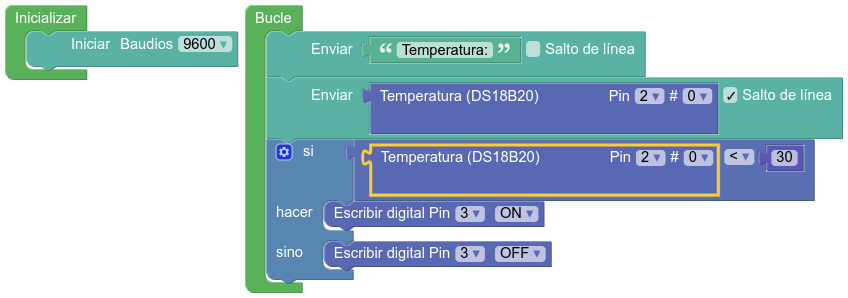 Inicializar
Iniciar Baudios 9600
Bucle
Enviar “ Temperatura: ” Salto de línea
Enviar Temperatura (DS18B20) Pin 2 # 0 Salto de línea
si Temperatura (DS18B20) Pin 2 # 0 < 30
hacer Escribir digital Pin 3 ON
sino Escribir digital Pin 3 OFF